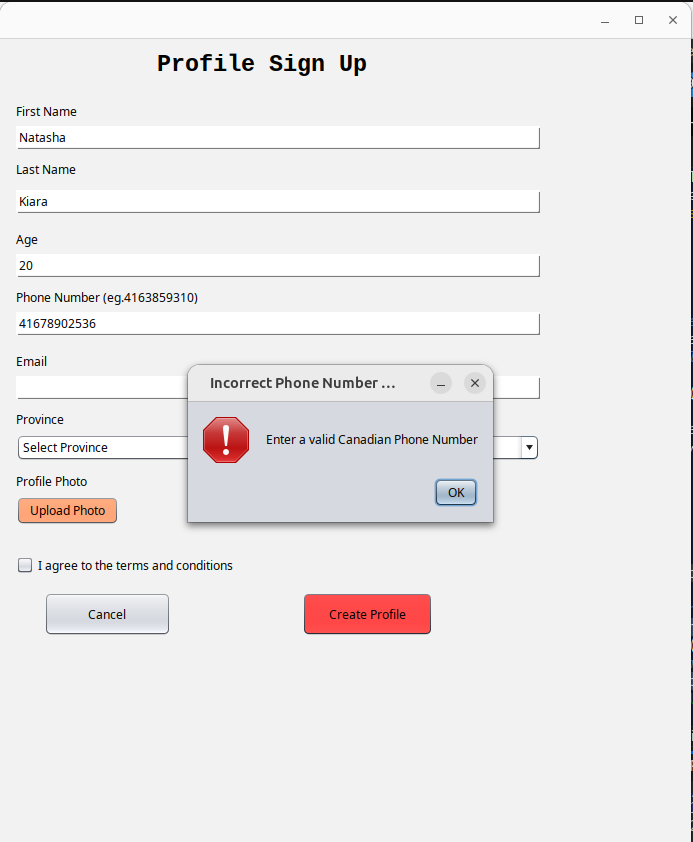 Profile Sign Up
First Name
Natasha
Last Name
Kiara
Age
20
Phone Number (eg.4163859310)
41678902536
Email
Incorrect Phone Number ...
Enter a valid Canadian Phone Number
OK
Province
Select Province
Profile Photo
Upload Photo
I agree to the terms and conditions
Cancel
Create Profile